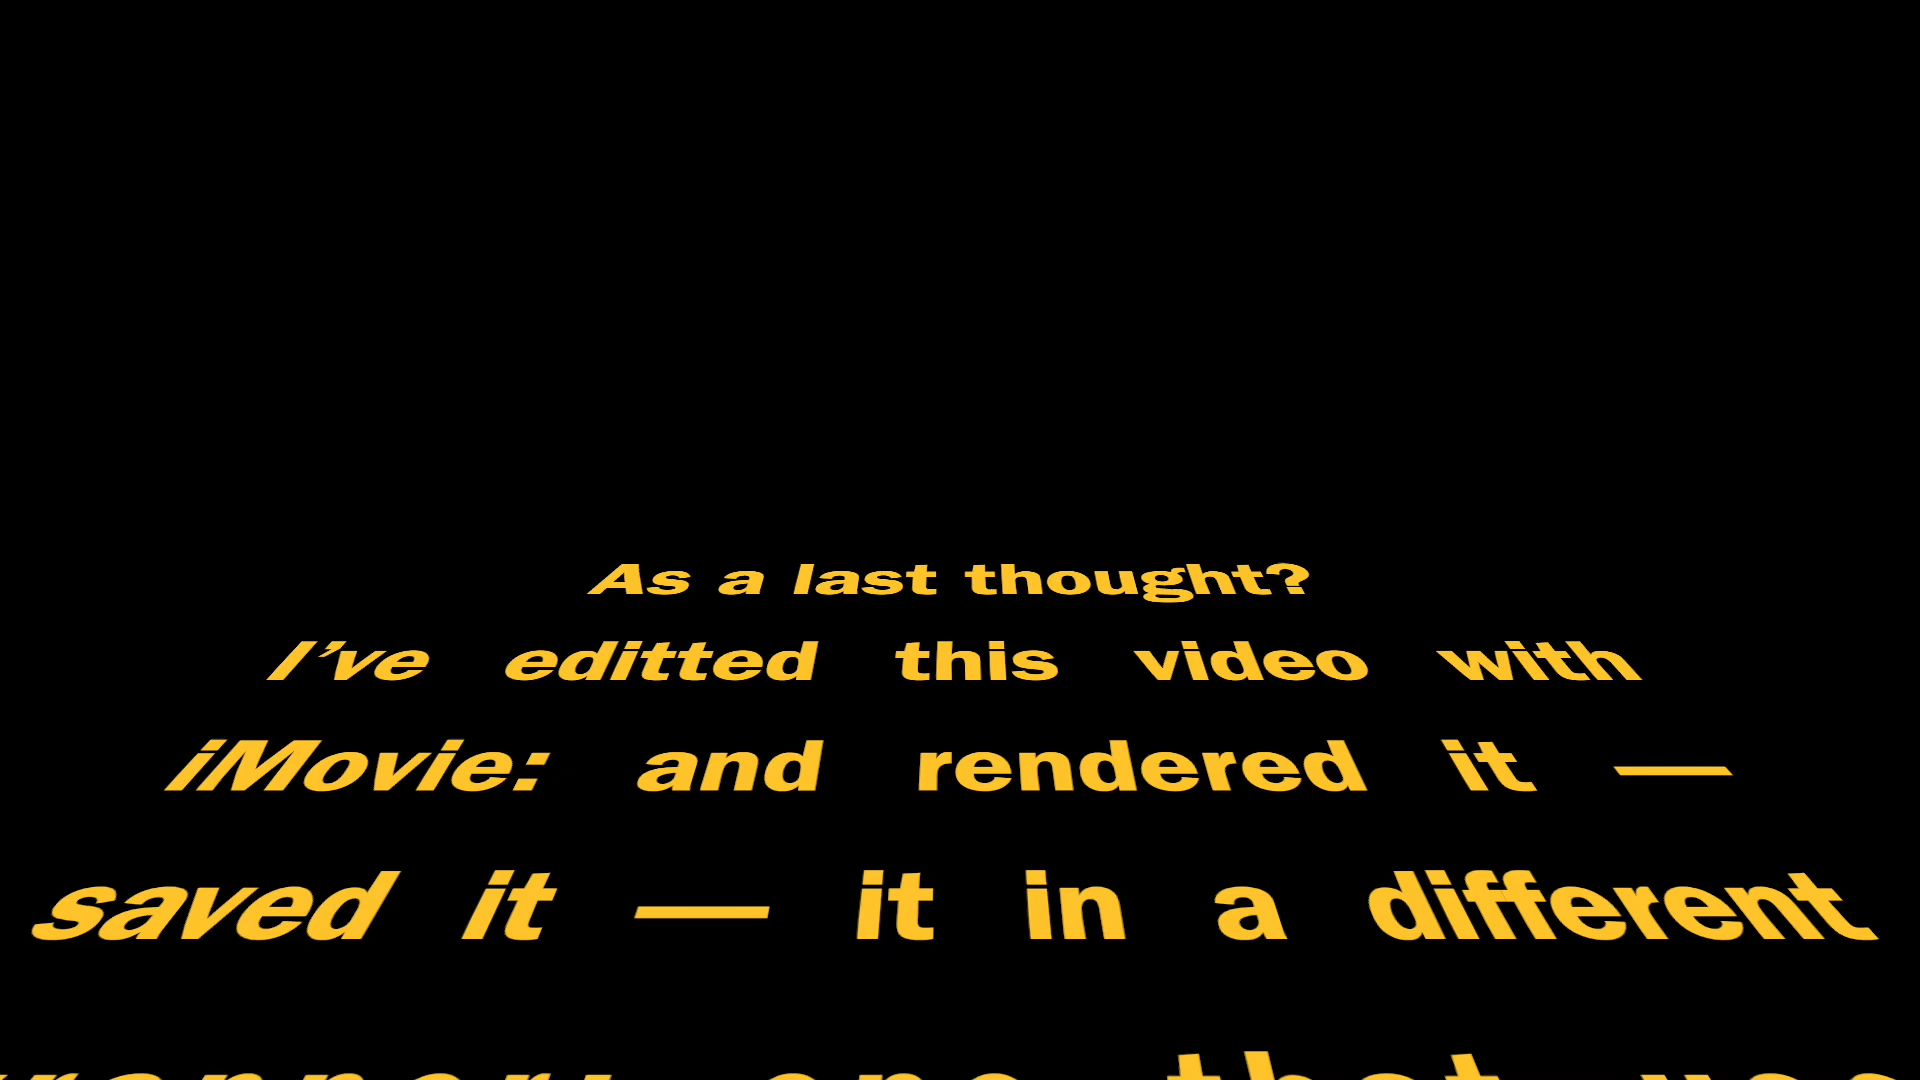 As a last thought?
I’ve editted this video with
iMovie: and rendered it —
saved it — it in a different